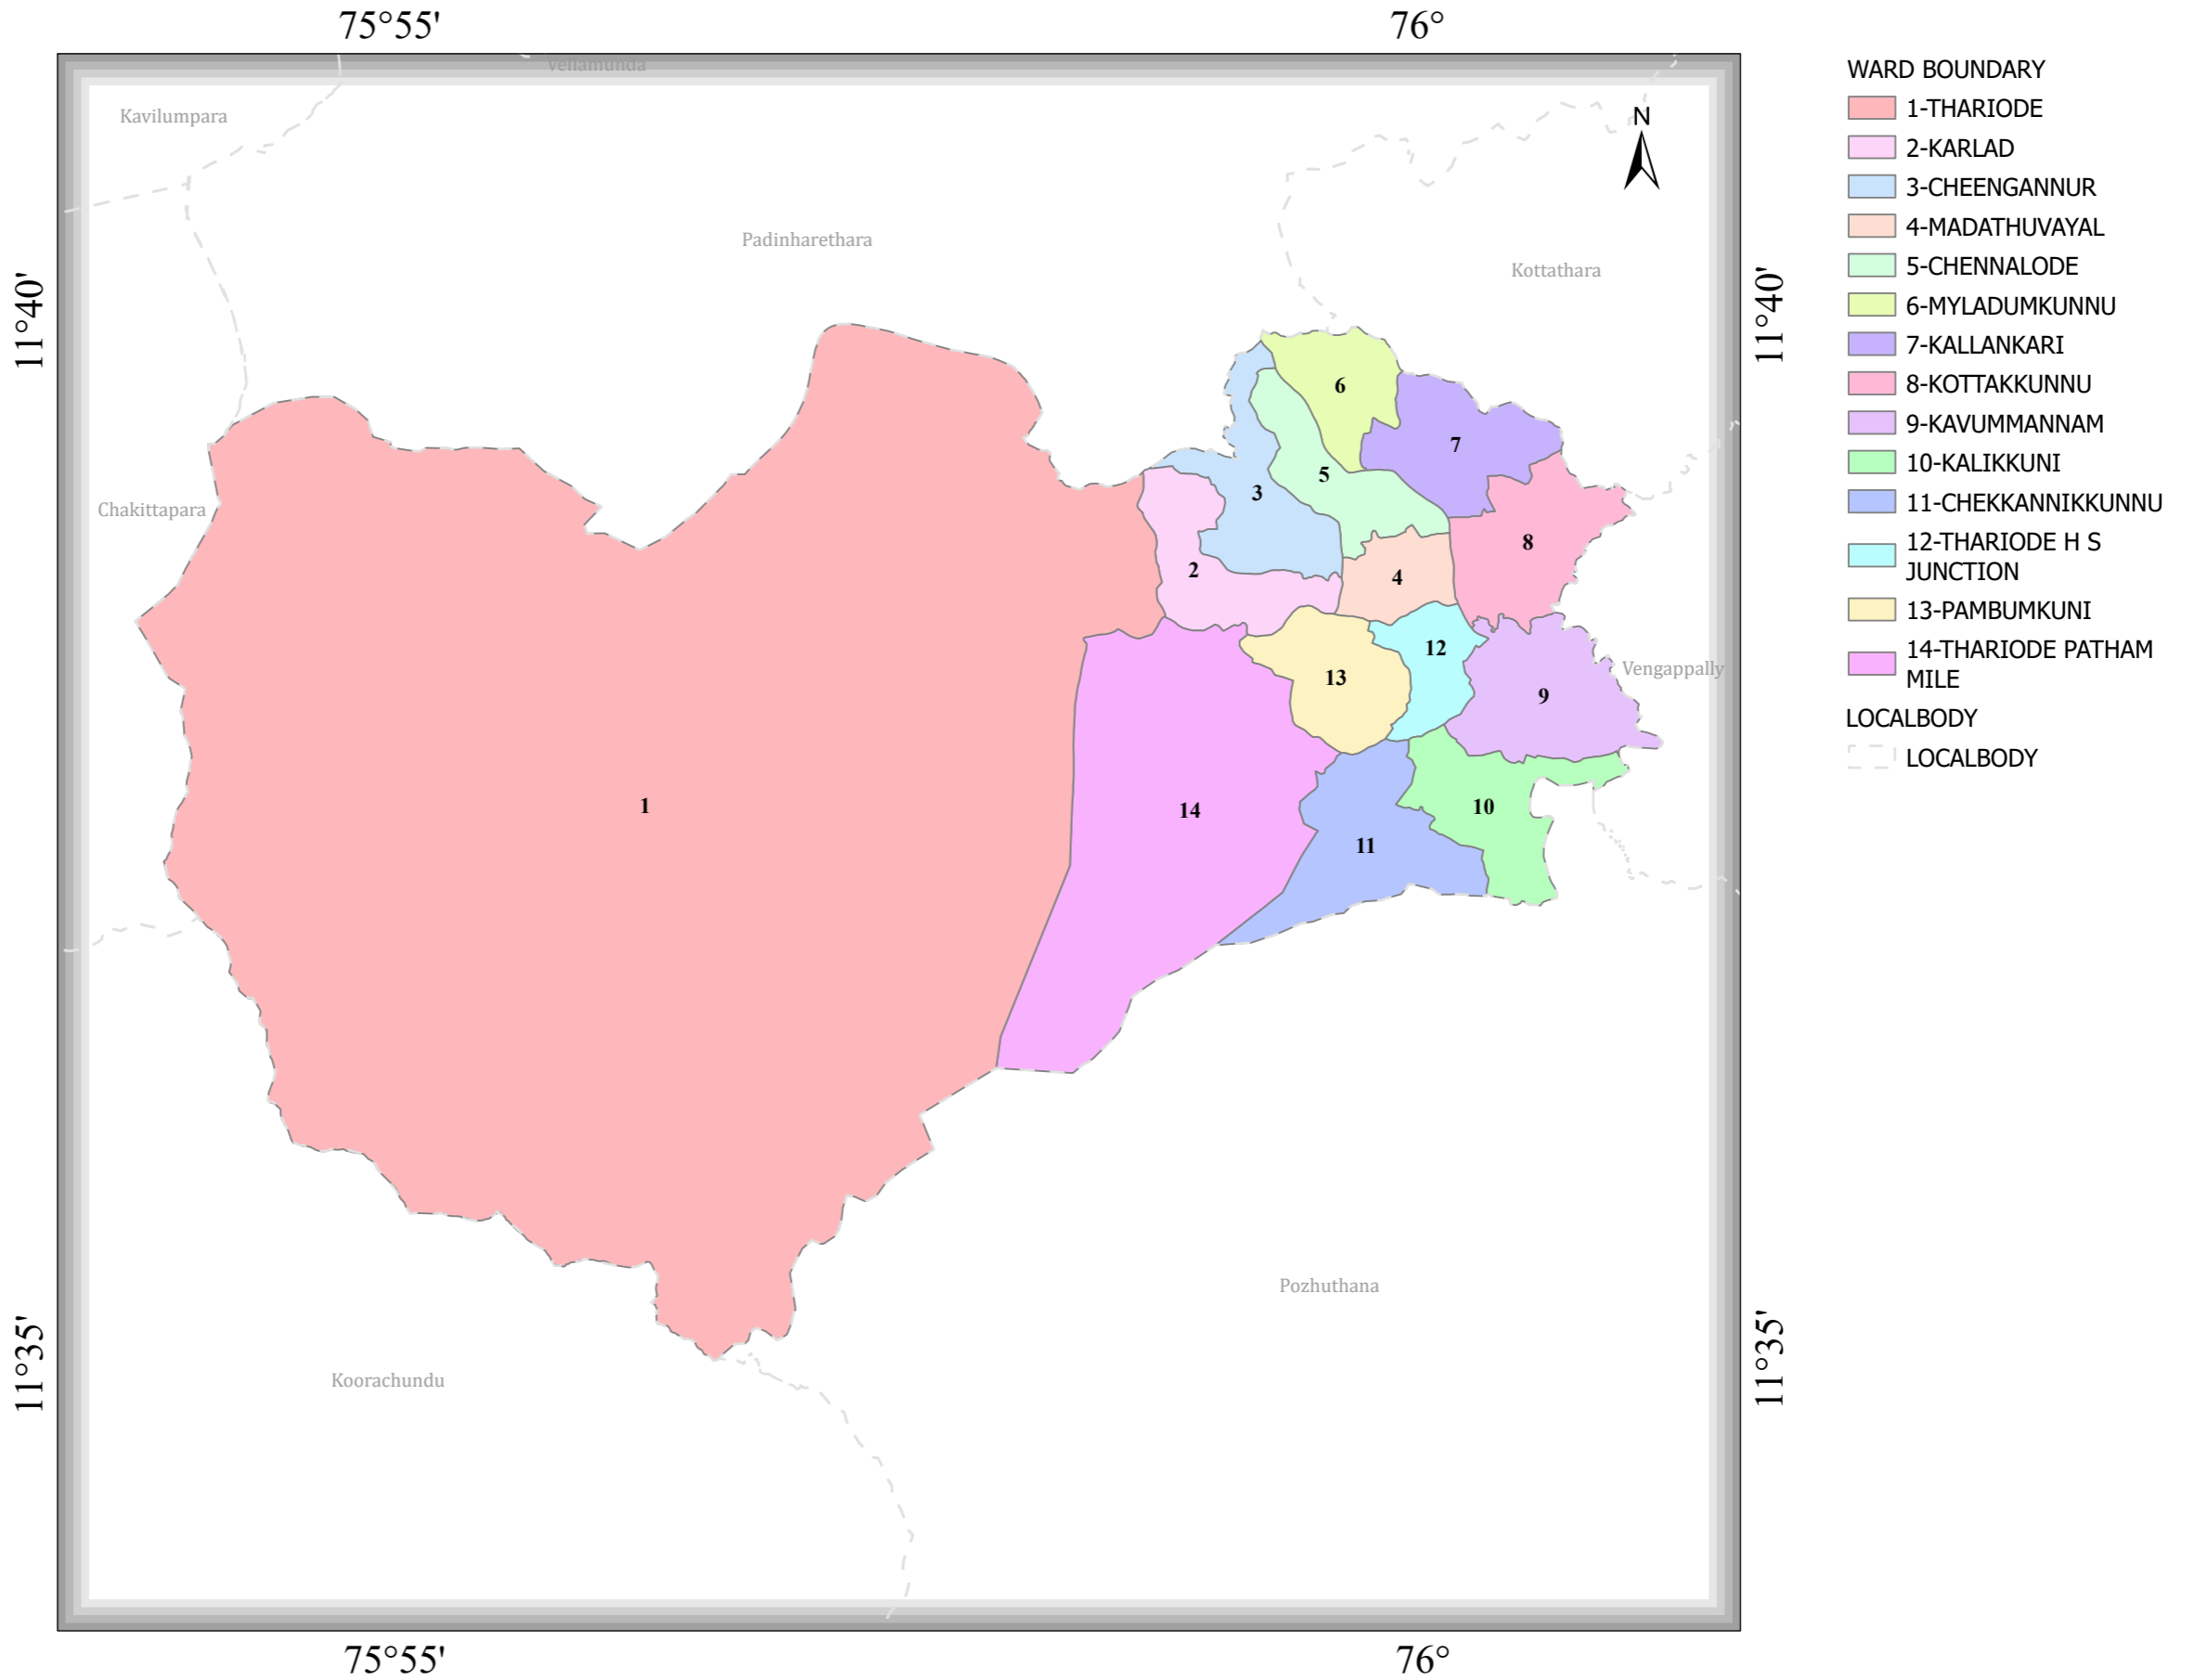 75°55'
76°
Vellamunda
Kavilumpara
N
Padinharethara
Kottathara
11°40'
11°40'
6
7
5
3
Chakittapara
8
2
4
12
Vengappally
13
9
1
14
10
11
Pozhuthana
11°35'
11°35'
Koorachundu
75°55'
76°
WARD BOUNDARY
1-THARIODE
2-KARLAD
3-CHEENGANNUR
4-MADATHUVAYAL
5-CHENNALODE
6-MYLADUMKUNNU
7-KALLANKARI
8-KOTTAKKUNNU
9-KAVUMMANNAM
10-KALIKKUNI
11-CHEKKANNIKKUNNU
12-THARIODE H S
JUNCTION
13-PAMBUMKUNI
14-THARIODE PATHAM
MILE
LOCALBODY
LOCALBODY